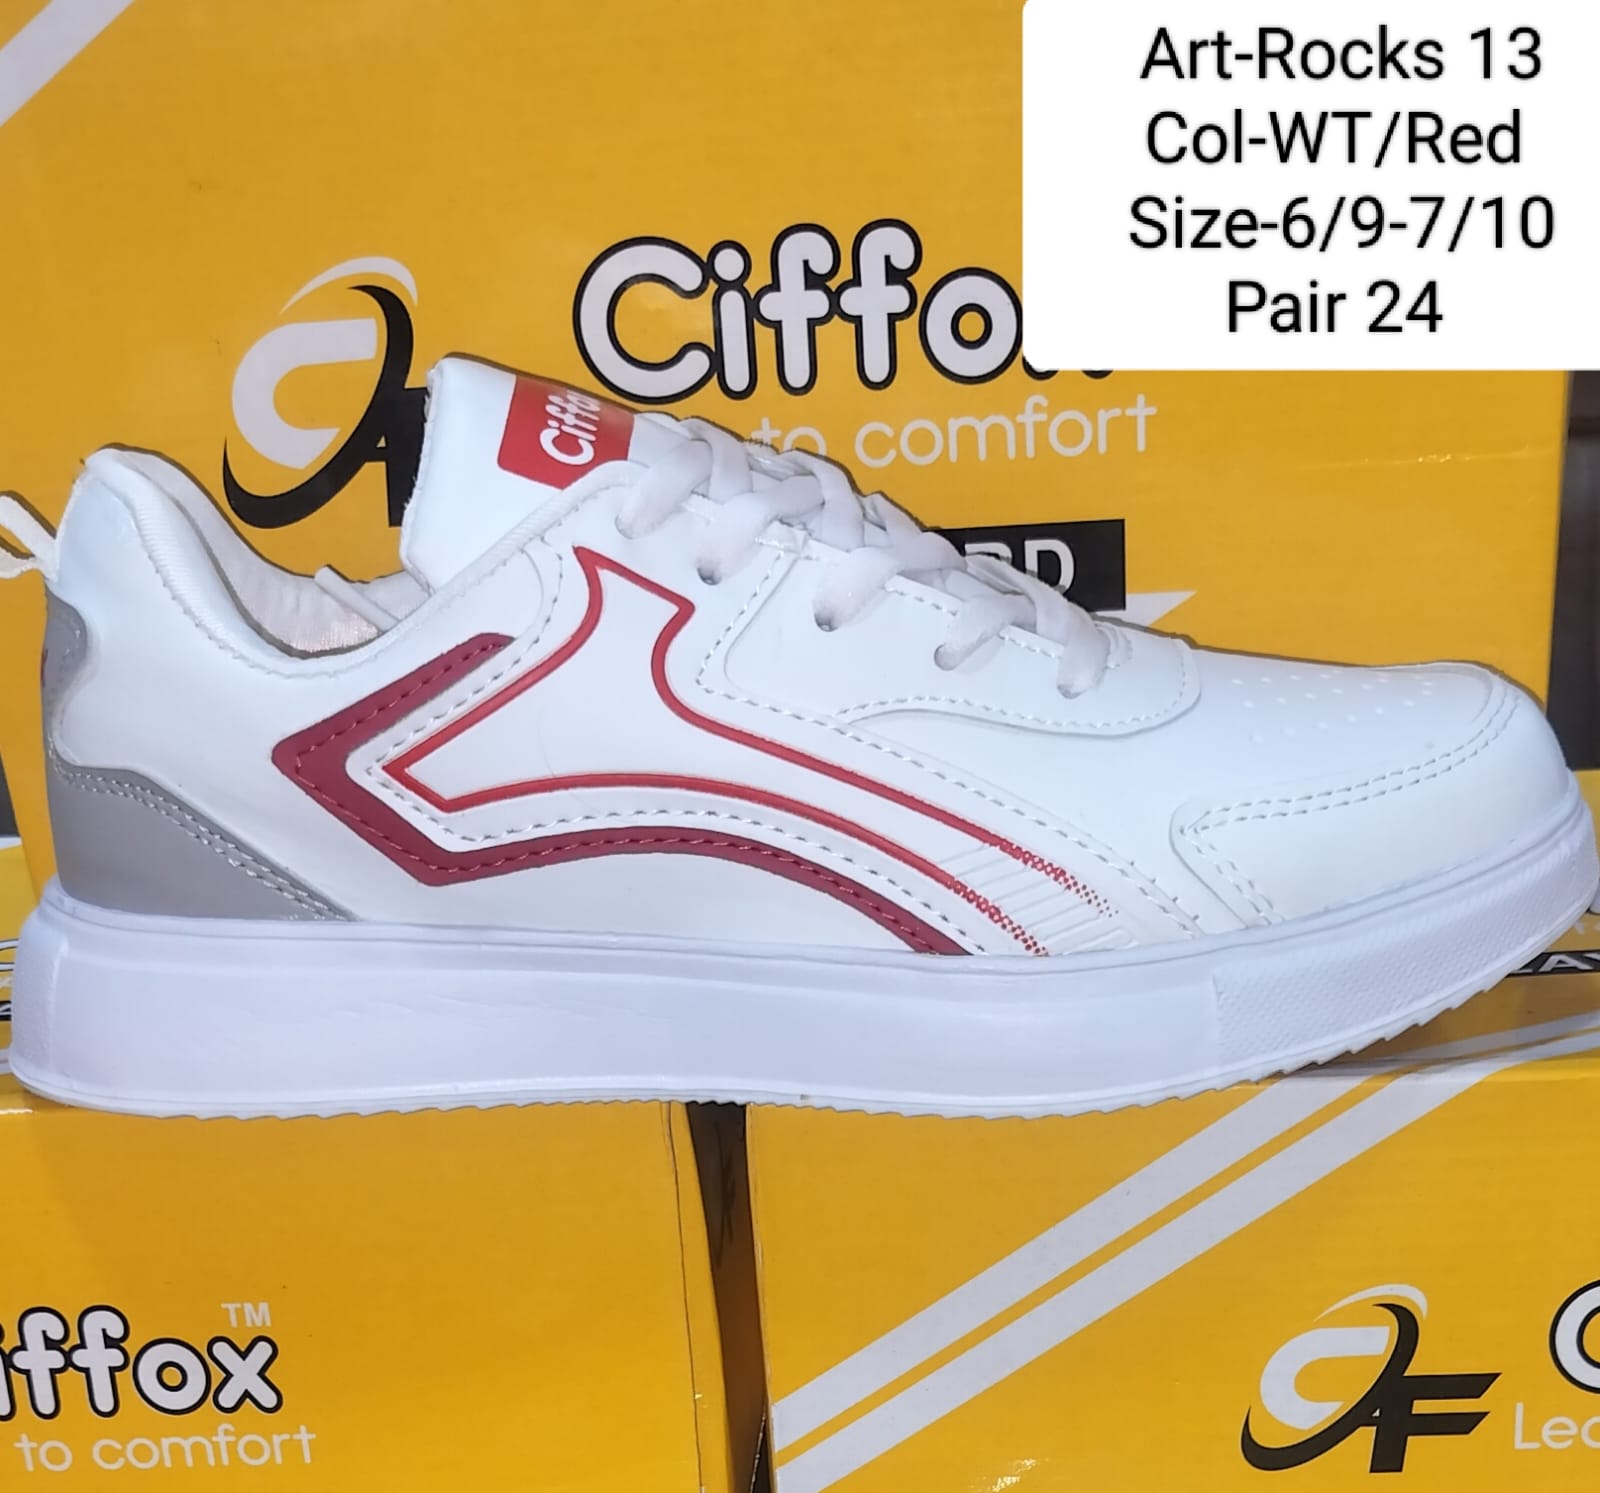 Art-Rocks 13
Col-WT/Red
Size-6/9-7/10
Pair 24
Ciffo
to comfort
Ciffo
TM
iffox
to comfort
CF